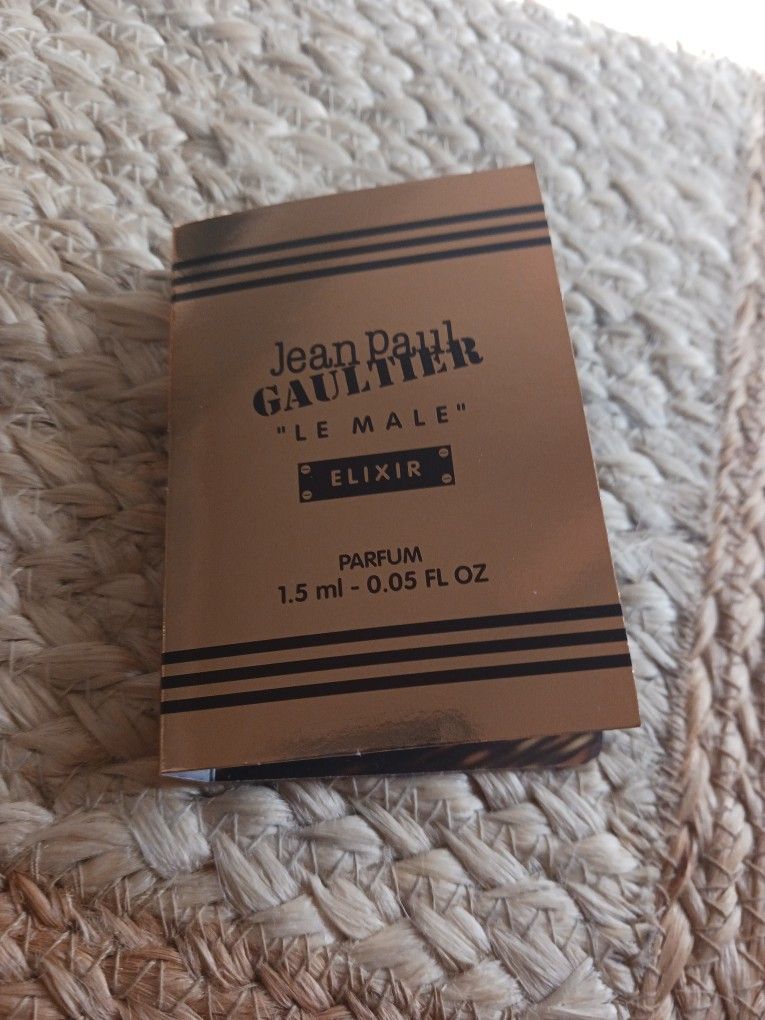 Jean Paul
GAULTIER
"LE MALE"
ELIXIR
PARFUM
1.5 ml - 0.05 FL OZ